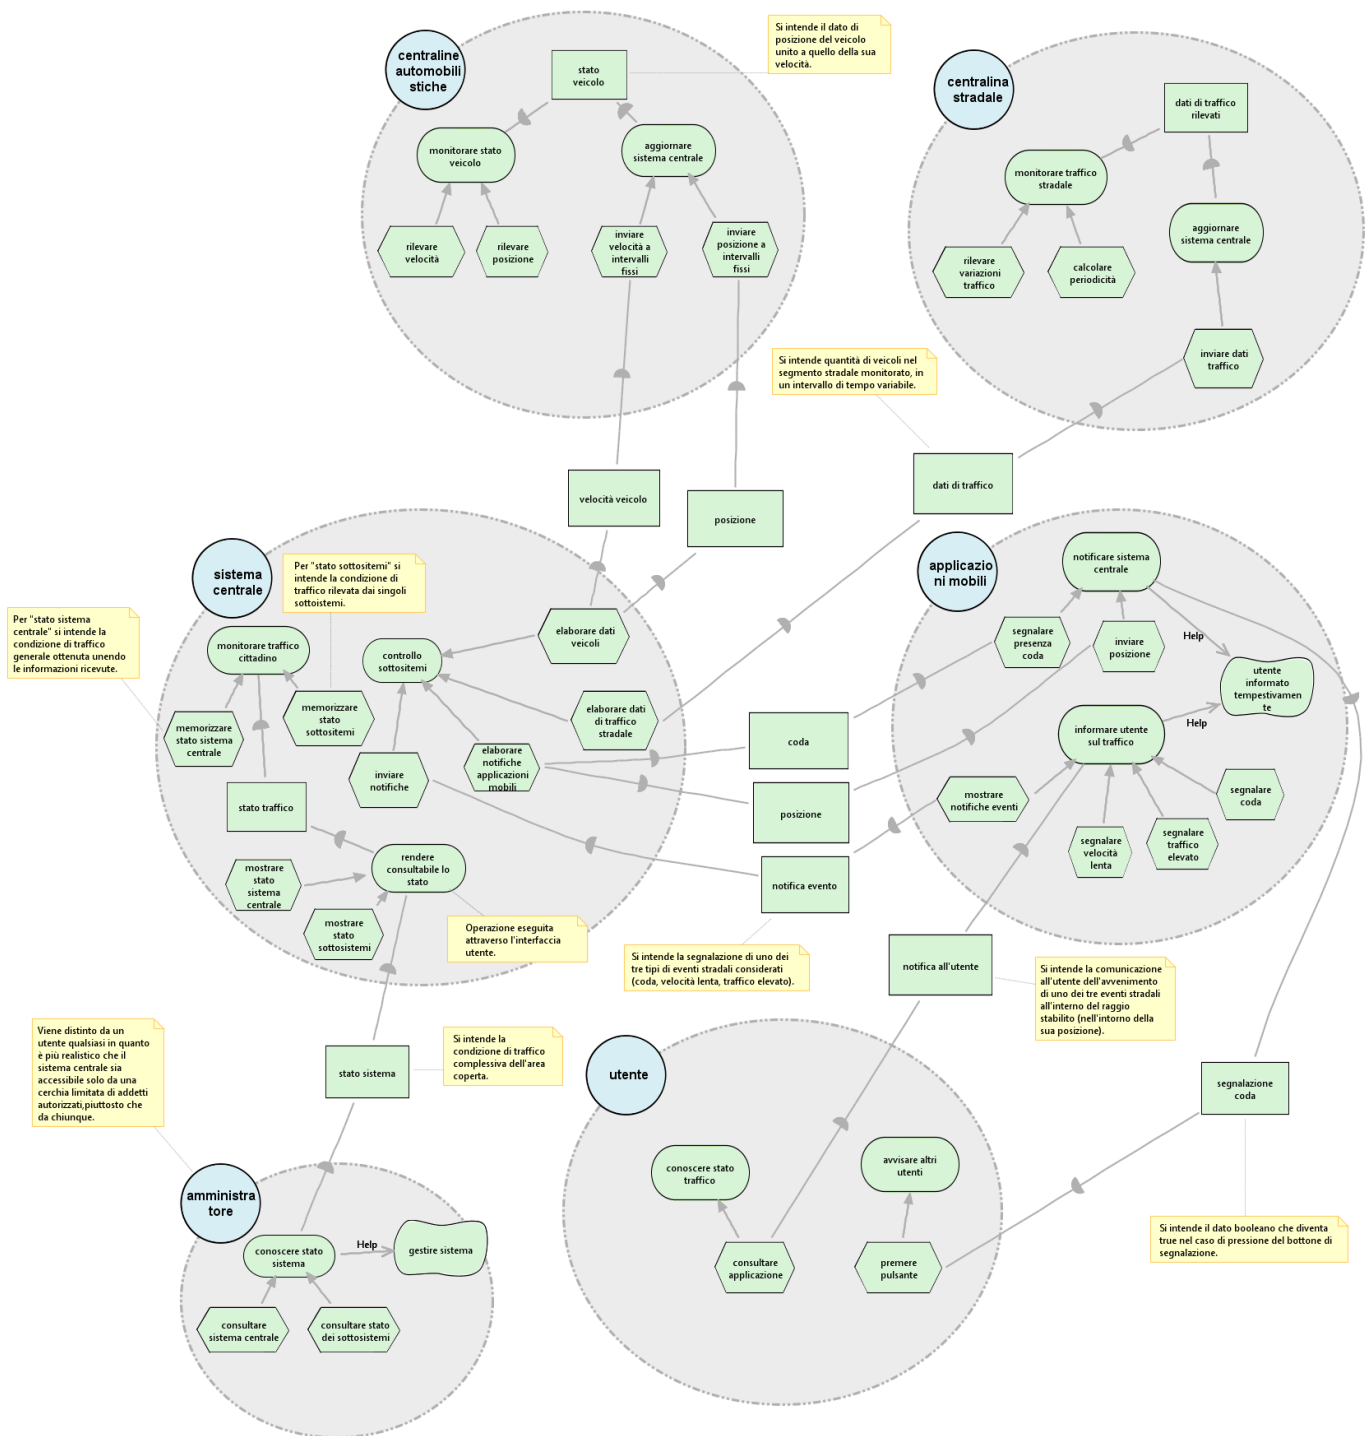 Si intende il dato di
posizione del veicolo
unito a quello della sua
velocità.
centraline
automobili
stiche
stato
veicolo
monitorare stato
veicolo
aggiornare
sistema centrale
rilevare
velocità
rilevare
posizione
inviare
velocità a
intervalli
fissi
inviare
posizione a
intervalli
fissi
centralina
stradale
dati di traffico
rilevati
monitorare traffico
stradale
aggiornare
sistema centrale
rilevare
variazioni
traffico
calcolare
periodicità
inviare dati
traffico
Si intende quantità di veicoli nel
segmento stradale monitorato, in
un intervallo di tempo variabile.
velocità veicolo
posizione
dati di traffico
sistema
centrale
Per "stato sottositemi" si
intende la condizione di
traffico rilevata dai singoli
sottoistemi.
Per "stato sistema
centrale" si intende la
condizione di traffico
generale ottenuta unendo
le informazioni ricevute.
monitorare traffico
cittadino
controllo
sottositemi
elaborare dati
veicoli
memorizzare
stato sistema
centrale
memorizzare
stato
sottositemi
elaborare dati
di traffico
stradale
inviare
notifiche
elaborare
notifiche
applicazioni
mobili
stato traffico
rendere
consultabile lo
stato
mostrare
stato
sistema
centrale
mostrare
stato
sottosistemi
Operazione eseguita
attraverso l'interfaccia
utente.
coda
posizione
notifica evento
Si intende la segnalazione di uno dei
tre tipi di eventi stradali considerati
(coda, velocità lenta, traffico elevato).
applicazio
ni mobili
notificare sistema
centrale
segnalare
presenza
coda
inviare
posizione
Help
utente
informato
tempestivamen
te
informare utente
sul traffico
Help
mostrare
notifiche eventi
segnalare
velocità
lenta
segnalare
traffico
elevato
segnalare
coda
notifica all'utente
Si intende la comunicazione
all'utente dell'avvenimento
di uno dei tre eventi stradali
all'interno del raggio
stabilito (nell'intorno della
sua posizione).
Viene distinto da un
utente qualsiasi in quanto
è più realistico che il
sistema centrale sia
accessibile solo da una
cerchia limitata di addetti
autorizzati,piuttosto che
da chiunque.
stato sistema
Si intende la
condizione di traffico
complessiva dell'area
coperta.
utente
segnalazione
coda
conoscere stato
traffico
avvisare altri
utenti
consultare
applicazione
premere
pulsante
Si intende il dato booleano che diventa
true nel caso di pressione del bottone di
segnalazione.
amministra
tore
conoscere stato
sistema
Help
gestire sistema
consultare
sistema centrale
consultare stato
dei sottosistemi